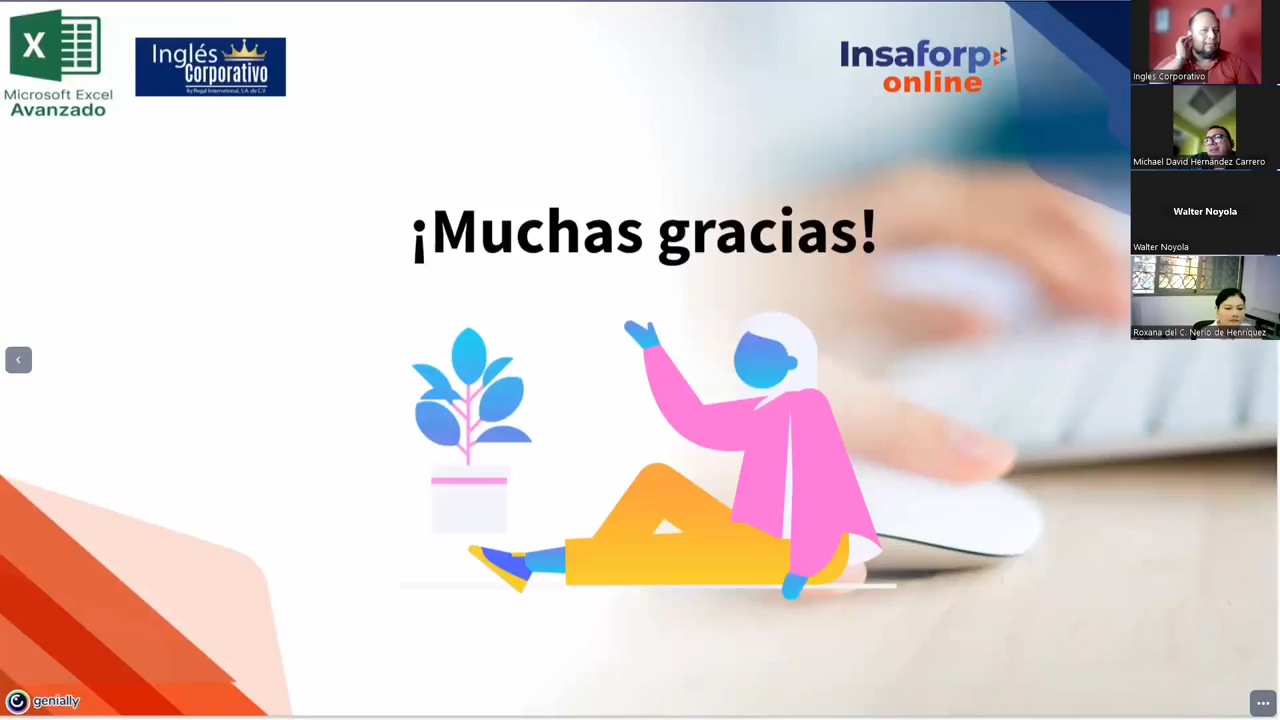 X
Microsoft Excel
Avanzado
Inglés
Corporativo
By Regal International, S.A. de C.V.
Insaforp
online
¡Muchas gracias!
genially
Ingles Corporativo
Michael David Hernández Carrero
Walter Noyola
Walter Noyola
Roxana del C. Nerio de Henriquez